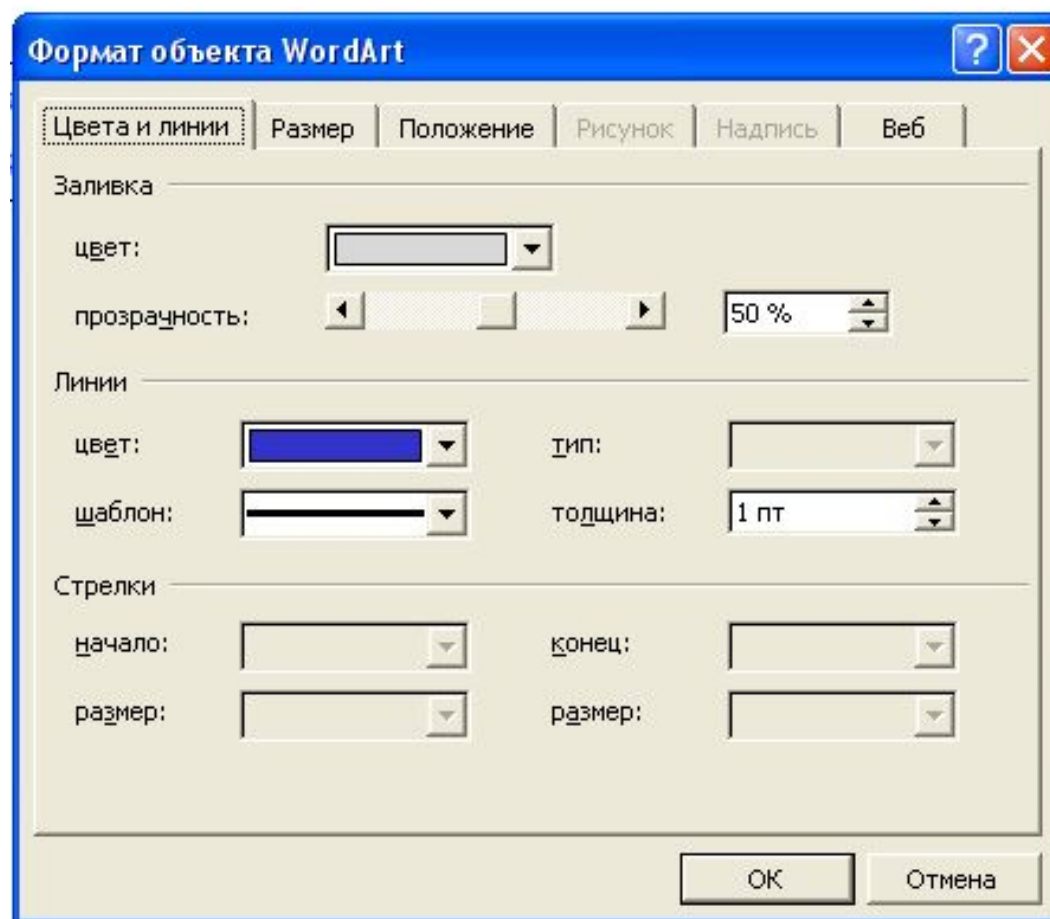 Формат объекта WordArt
Цвета и линии Размер Положение Рисунок Надпись Веб
Заливка
цвет:
прозрачность: 50 %
Линии
цвет: тип:
шаблон: толщина: 1 пт
Стрелки
начало: конец:
размер: размер:
ОК Отмена